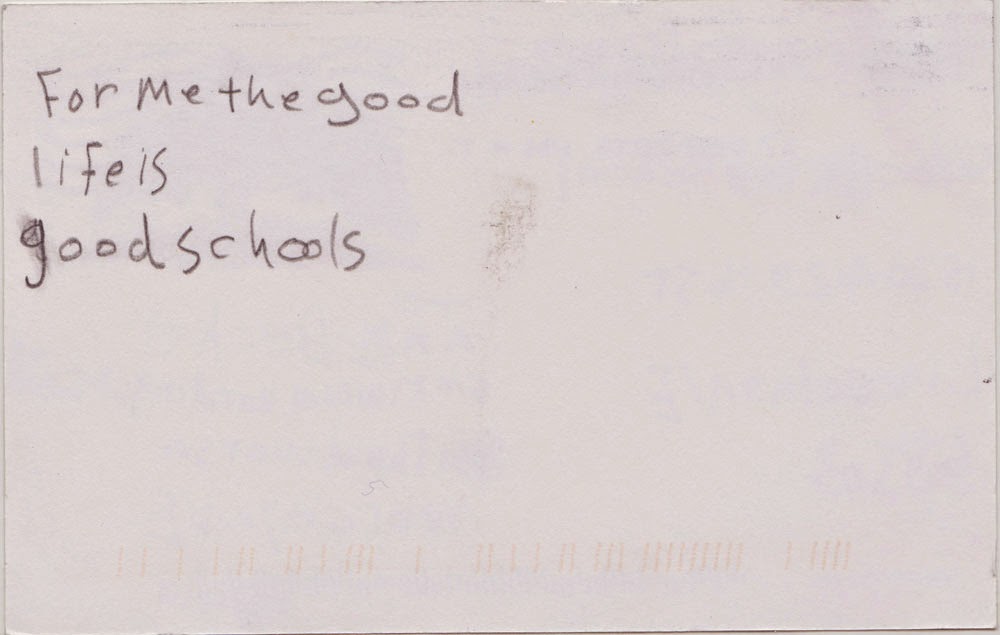 For Me the good
life is
good schools